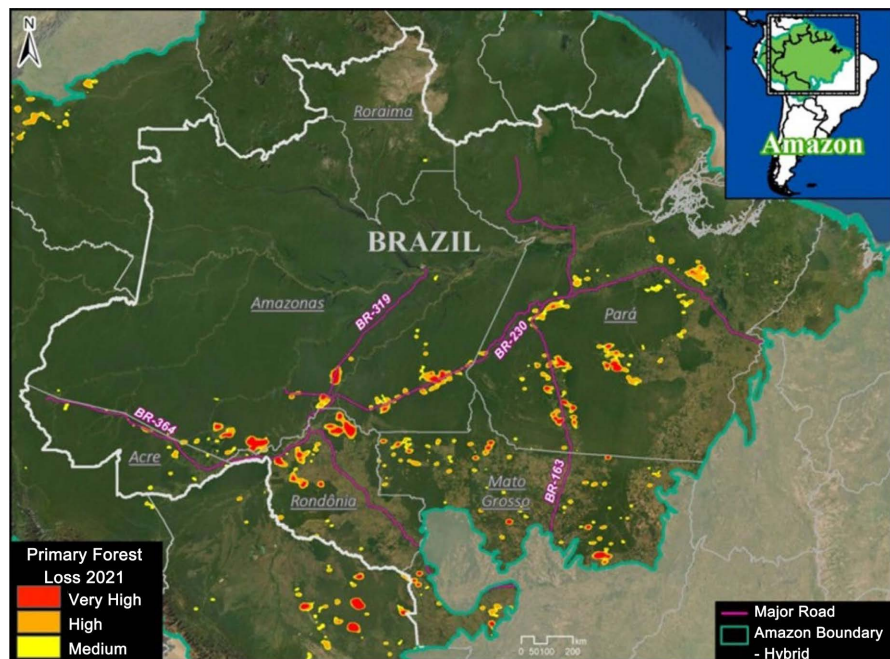 N
Roraima
Amazon
BRAZIL
Amazonas
BR-319
BR-230
Pará
BR-364
Acre
Rondônia
Mato
Grosso
BR-163
Primary Forest
Loss 2021
Very High
High
Medium
km
0 50100 200
Major Road
Amazon Boundary
- Hybrid